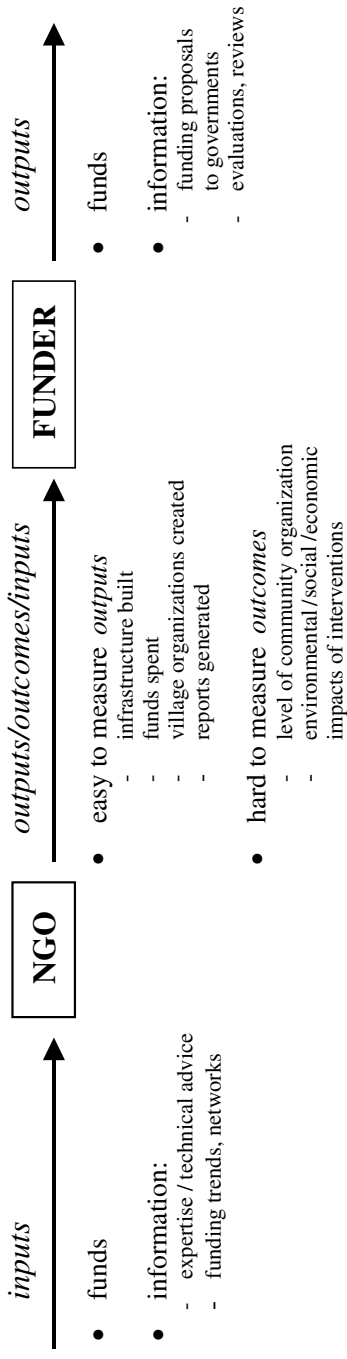 inputs
NGO
outputs/outcomes/inputs
FUNDER
outputs
• funds
• information:
- expertise / technical advice
- funding trends, networks
• easy to measure outputs
- infrastructure built
- funds spent
- village organizations created
- reports generated
• hard to measure outcomes
- level of community organization
- environmental/social/economic
impacts of interventions
• funds
• information:
- funding proposals
to governments
- evaluations, reviews